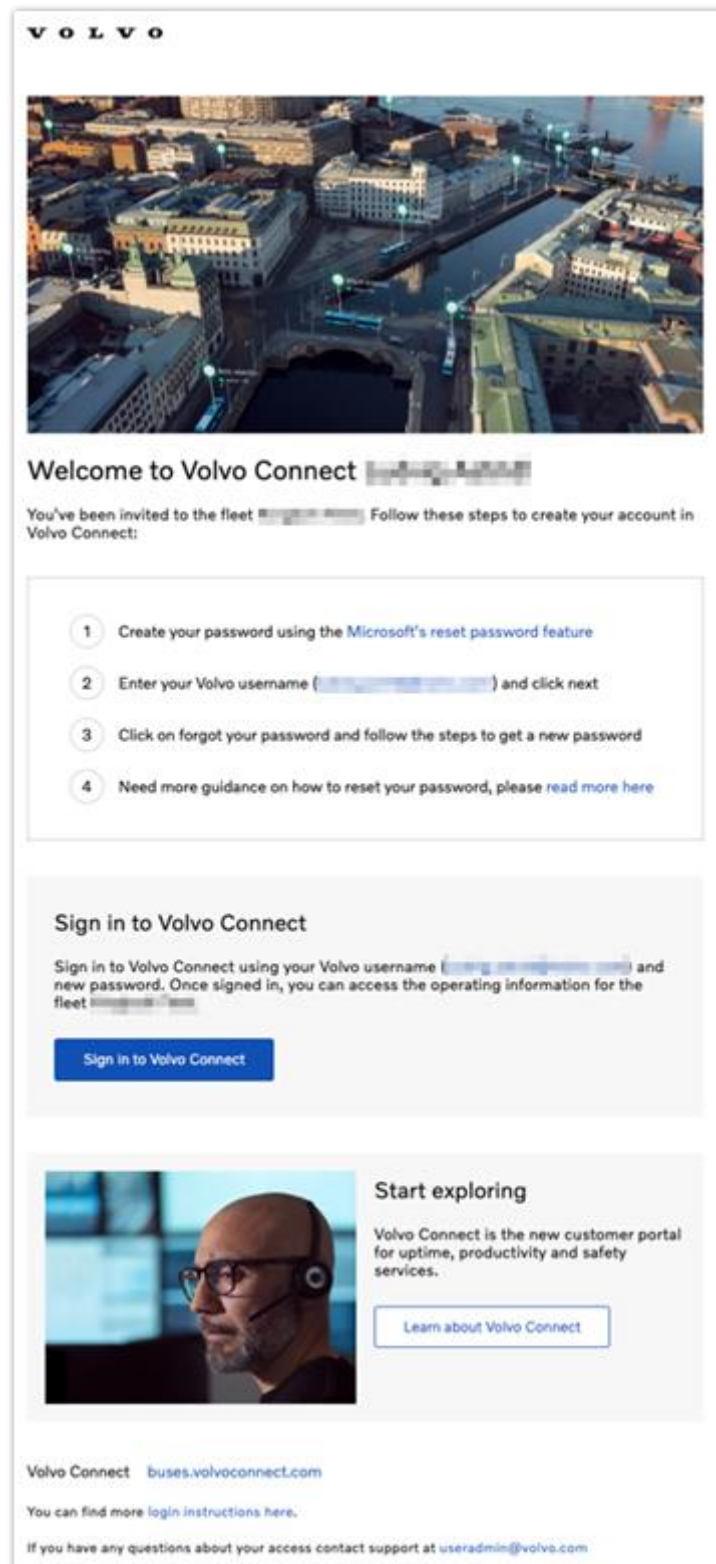 VOLVO
Welcome to Volvo Connect
You've been invited to the fleet Follow these steps to create your account in
Volvo Connect:
1 Create your password using the Microsoft's reset password feature
2 Enter your Volvo username ( ) and click next
3 Click on forgot your password and follow the steps to get a new password
4 Need more guidance on how to reset your password, please read more here
Sign in to Volvo Connect
Sign in to Volvo Connect using your Volvo username ( ) and
new password. Once signed in, you can access the operating information for the
fleet
Sign in to Volvo Connect
Start exploring
Volvo Connect is the new customer portal
for uptime, productivity and safety
services.
Learn about Volvo Connect
Volvo Connect buses.volvoconnect.com
You can find more login instructions here.
If you have any questions about your access contact support at useradmin@volvo.com